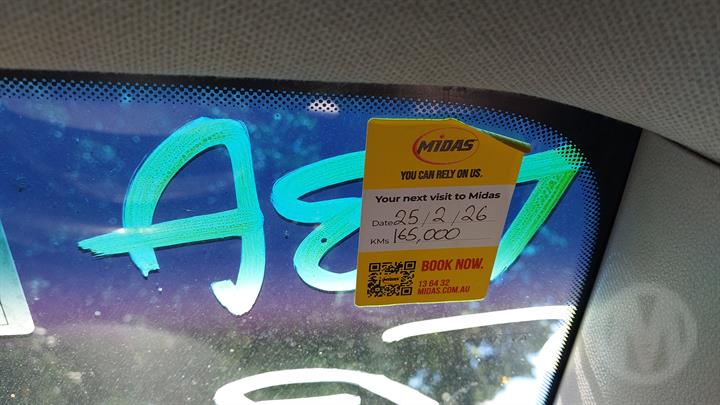 MIDAS
YOU CAN RELY ON US.
Your next visit to Midas
Date 25/2/26
KMs 165,000
BOOK NOW.
13 64 32
MIDAS.COM.AU